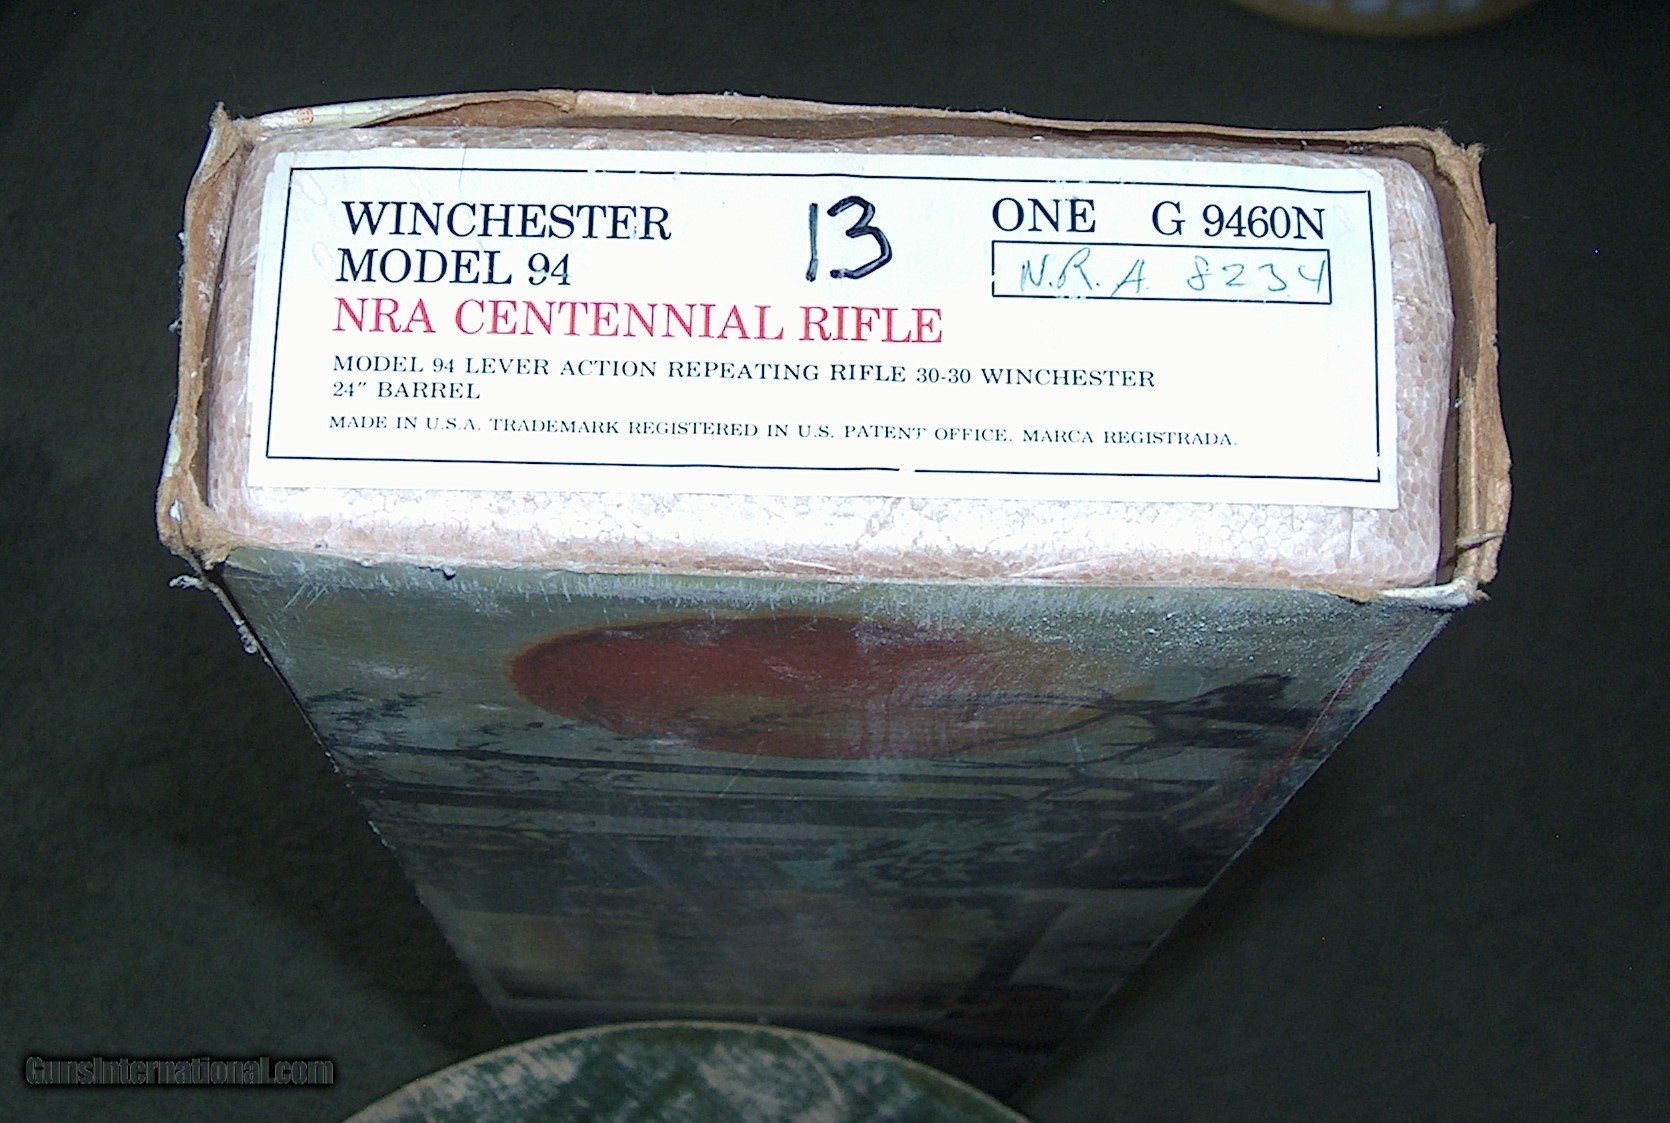 WINCHESTER 13 ONE G 9460N
MODEL 94 N.R.A. 8234
NRA CENTENNIAL RIFLE
MODEL 94 LEVER ACTION REPEATING RIFLE 30-30 WINCHESTER
24" BARREL
MADE IN U.S.A. TRADEMARK REGISTERED IN U.S. PATENT OFFICE. MARCA REGISTRADA.
GunsInternational.com